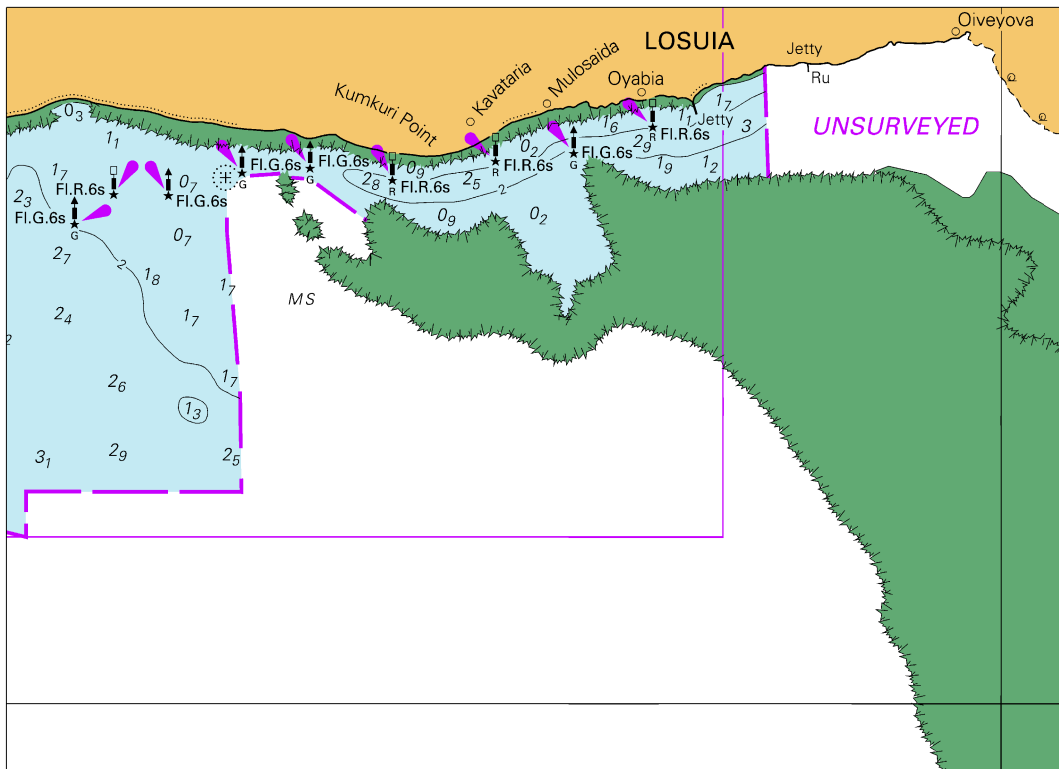 Oiveyova
LOSUIA
Jetty
Ru
Mulosaida
Oyabia
Kavataria
Kumkuri Point
UNSURVEYED
Jetty
0₃
1₁
1₇
2₃
Fl.R.6s
Fl.G.6s
G
0₇
Fl.G.6s
0₇
Fl.G.6s
G
Fl.G.6s
G
0₉
2₈
Fl.R.6s
R
2₅
2
0₉
0₂
Fl.R.6s
R
0₂
Fl.G.6s
G
1₆
2₉
Fl.R.6s
R
1₁
1₇
3
1₉
1₂
2₇
2
1₈
1₇
MS
2₄
1₇
2
2₆
1₇
1₃
3₁
2₉
2₅